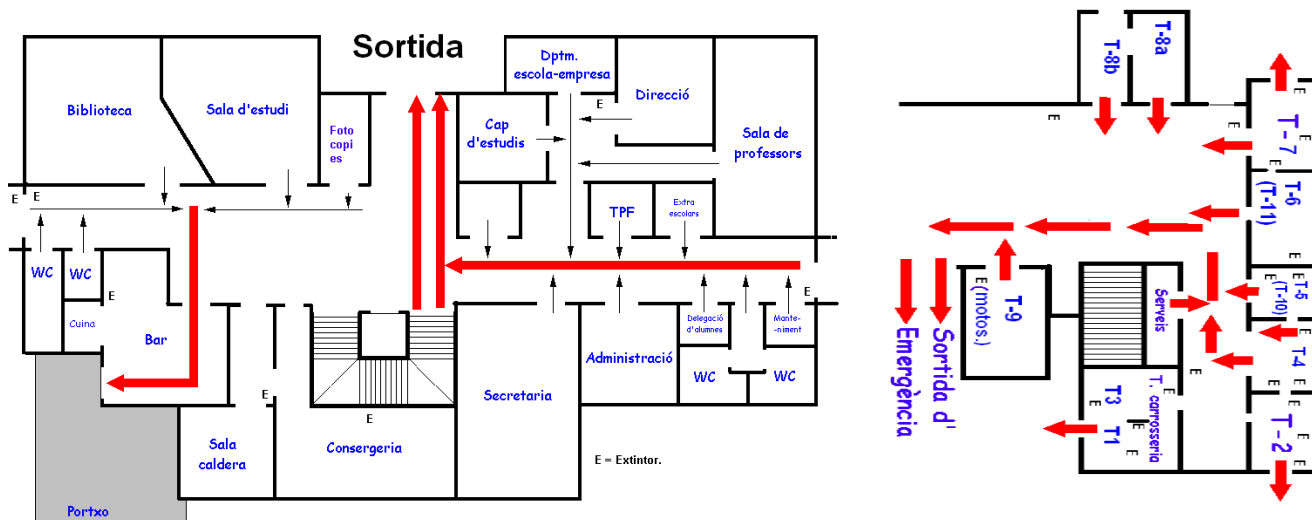 Sortida
Biblioteca
Sala d'estudi
Foto
copi
es
Dptm.
escola-empresa
Direcció
Cap
d'estudis
Sala de
professors
TPF
Extra
escolars
E
E
E
WC
WC
Cuina
E
Bar
Sala
caldera
E
E
Consergeria
Secretaria
Administració
Delegació
d'alumnes
Mante-
-niment
E
WC
WC
E = Extintor.
Portxo
T-8b
T-8a
E
T-7
E
E
E
T-6
(T-11)
E
E
T-5
(T-10)
E
E
T-4
E
E
T-2
E
E
E
Serveis
T-9
(motos.)
E
Sortida d'
Emergència
T3
T1
E
E
E
E
E
T. carrosseria